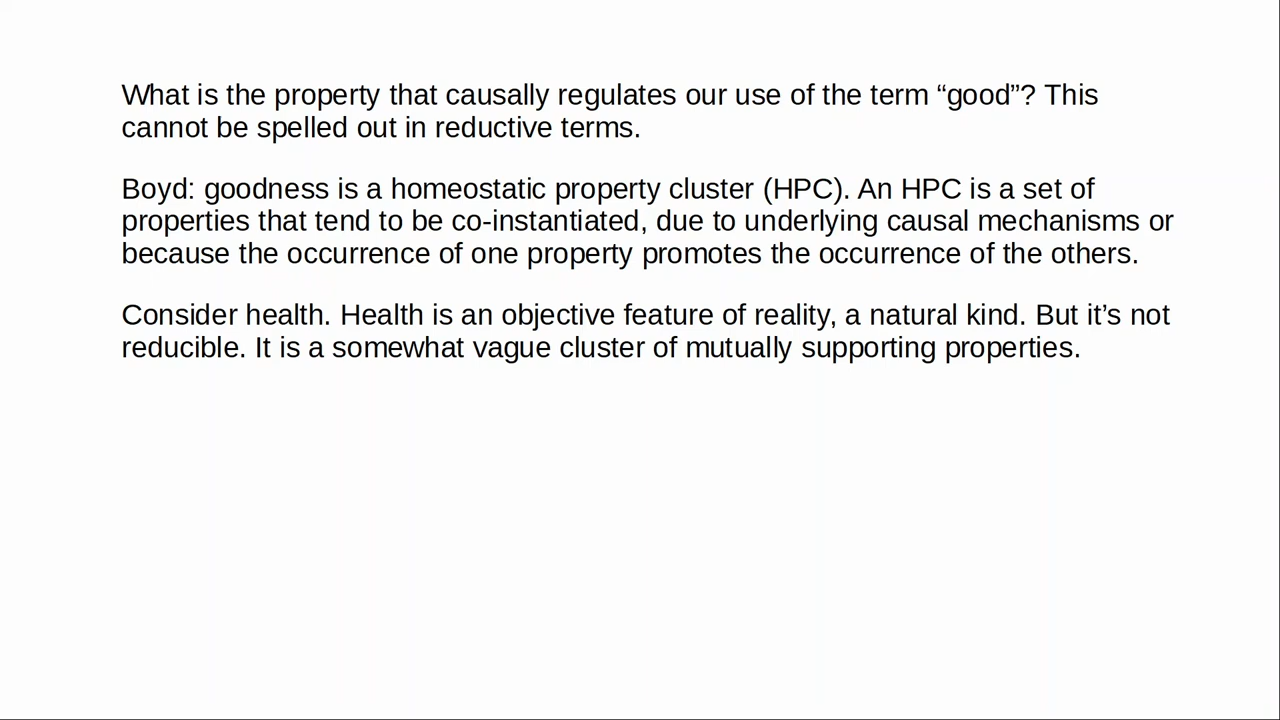 What is the property that causally regulates our use of the term “good”? This
cannot be spelled out in reductive terms.
Boyd: goodness is a homeostatic property cluster (HPC). An HPC is a set of
properties that tend to be co-instantiated, due to underlying causal mechanisms or
because the occurrence of one property promotes the occurrence of the others.
Consider health. Health is an objective feature of reality, a natural kind. But it’s not
reducible. It is a somewhat vague cluster of mutually supporting properties.